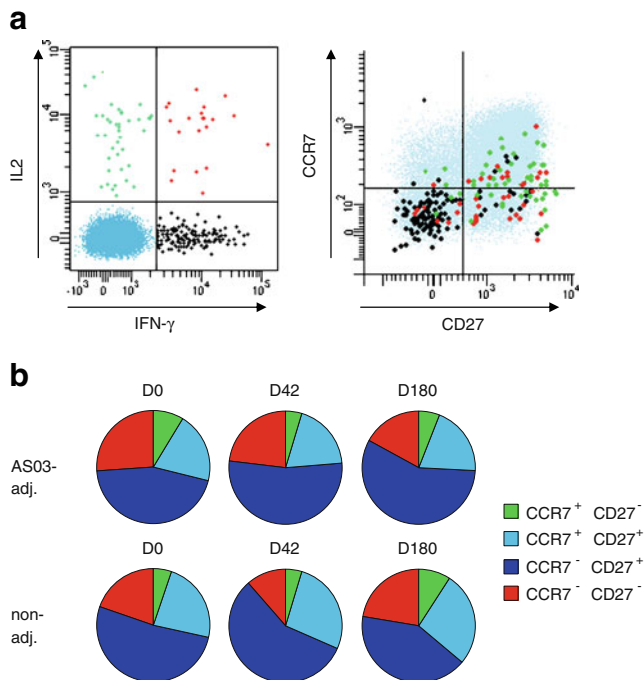 a
IL2
10⁵
10⁴
10³
0
-10³ 0 10³ 10⁴ 10⁵
IFN-γ
CCR7
10³
10²
0
0 10³ 10⁴
CD27
b
D0 D42 D180
AS03-
adj.
D0 D42 D180
non-
adj.
CCR7⁺ CD27⁻
CCR7⁺ CD27⁺
CCR7⁻ CD27⁺
CCR7⁻ CD27⁻